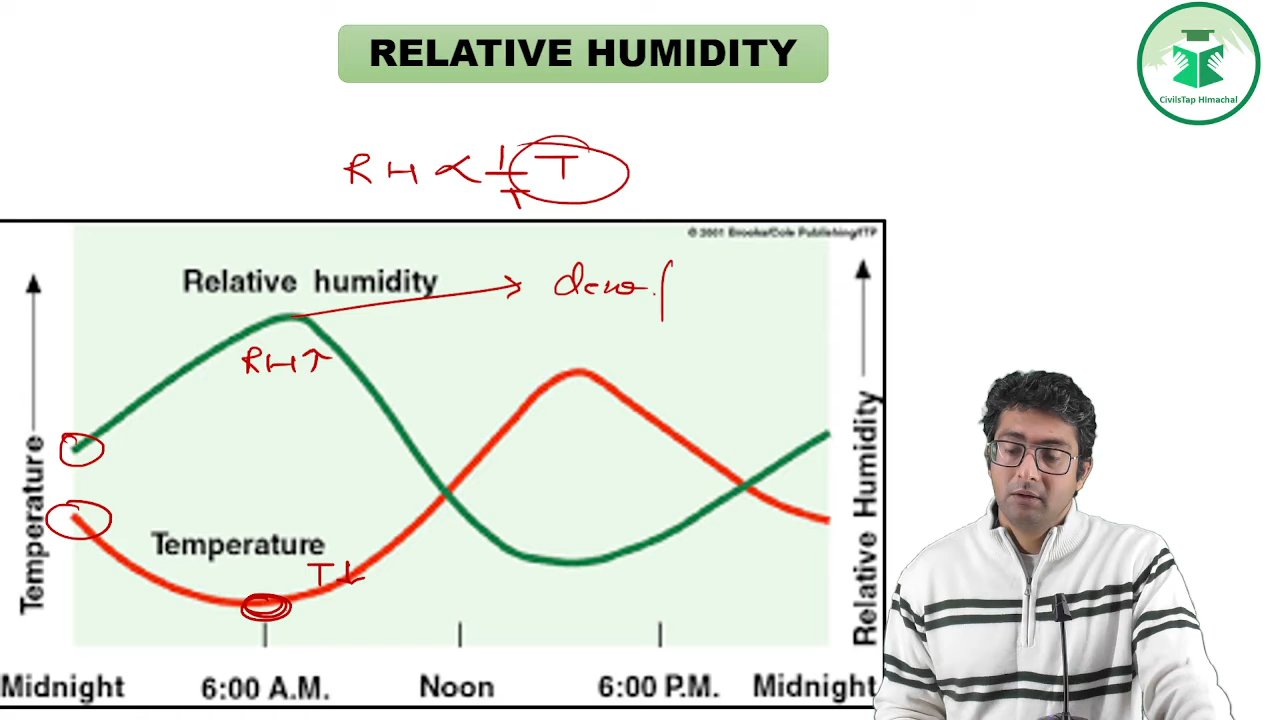 RELATIVE HUMIDITY
CivilsTap Himachal
RH ∝ 1/T T
© 2001 Brooks/Cole Publishing/ITP
Relative humidity
RH↑
Temperature
T↓
Temperature
Relative Humidity
Midnight 6:00 A.M. Noon 6:00 P.M. Midnight